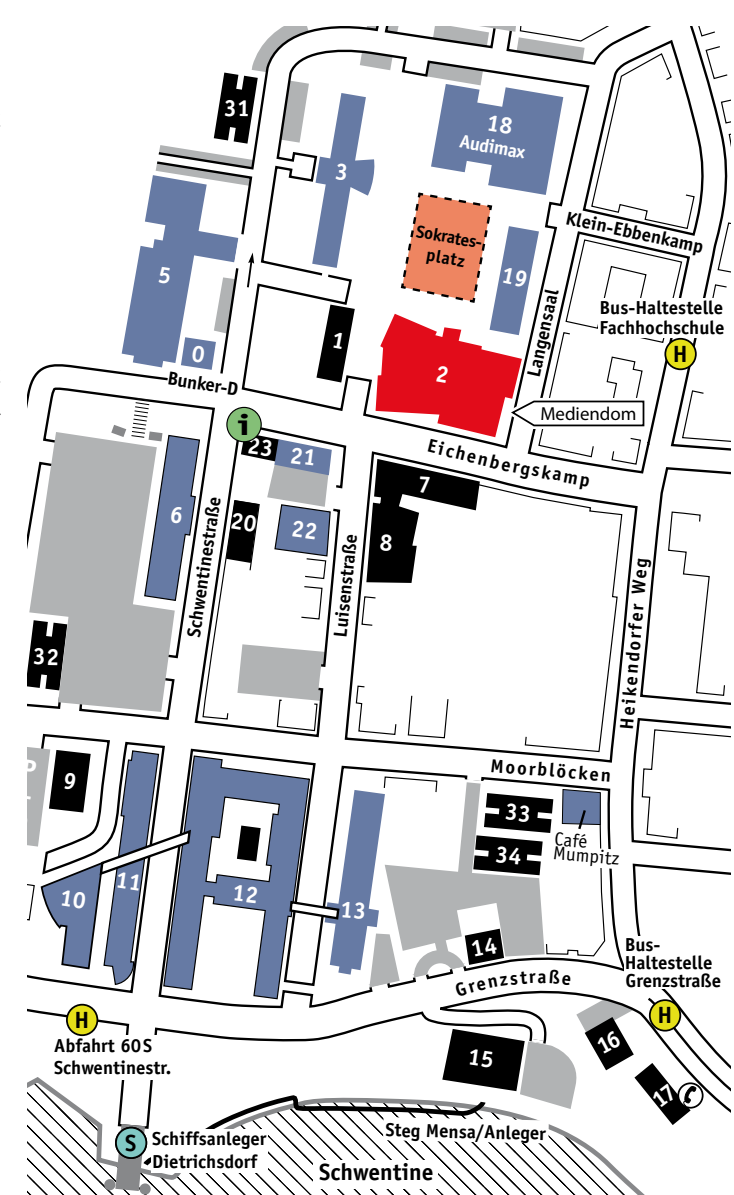 31
18
Audimax
3
Klein-Ebbenkamp
Sokrates-
platz
5
19
Bus-Haltestelle
Fachhochschule
H
Langensaal
1
0
2
Bunker-D
Mediendom
i
23
21
Eichenbergskamp
7
6
20
22
8
Schwentinestraße
Luisenstraße
Heikendorfer Weg
32
Moorblöcken
P
9
33
Café
Mumpitz
34
11
10
12
13
14
Bus-
Haltestelle
Grenzstraße
Grenzstraße
H
H
Abfahrt 60S
Schwentinestr.
15
16
17
S
Schiffsanleger
Dietrichsdorf
Steg Mensa/Anleger
Schwentine